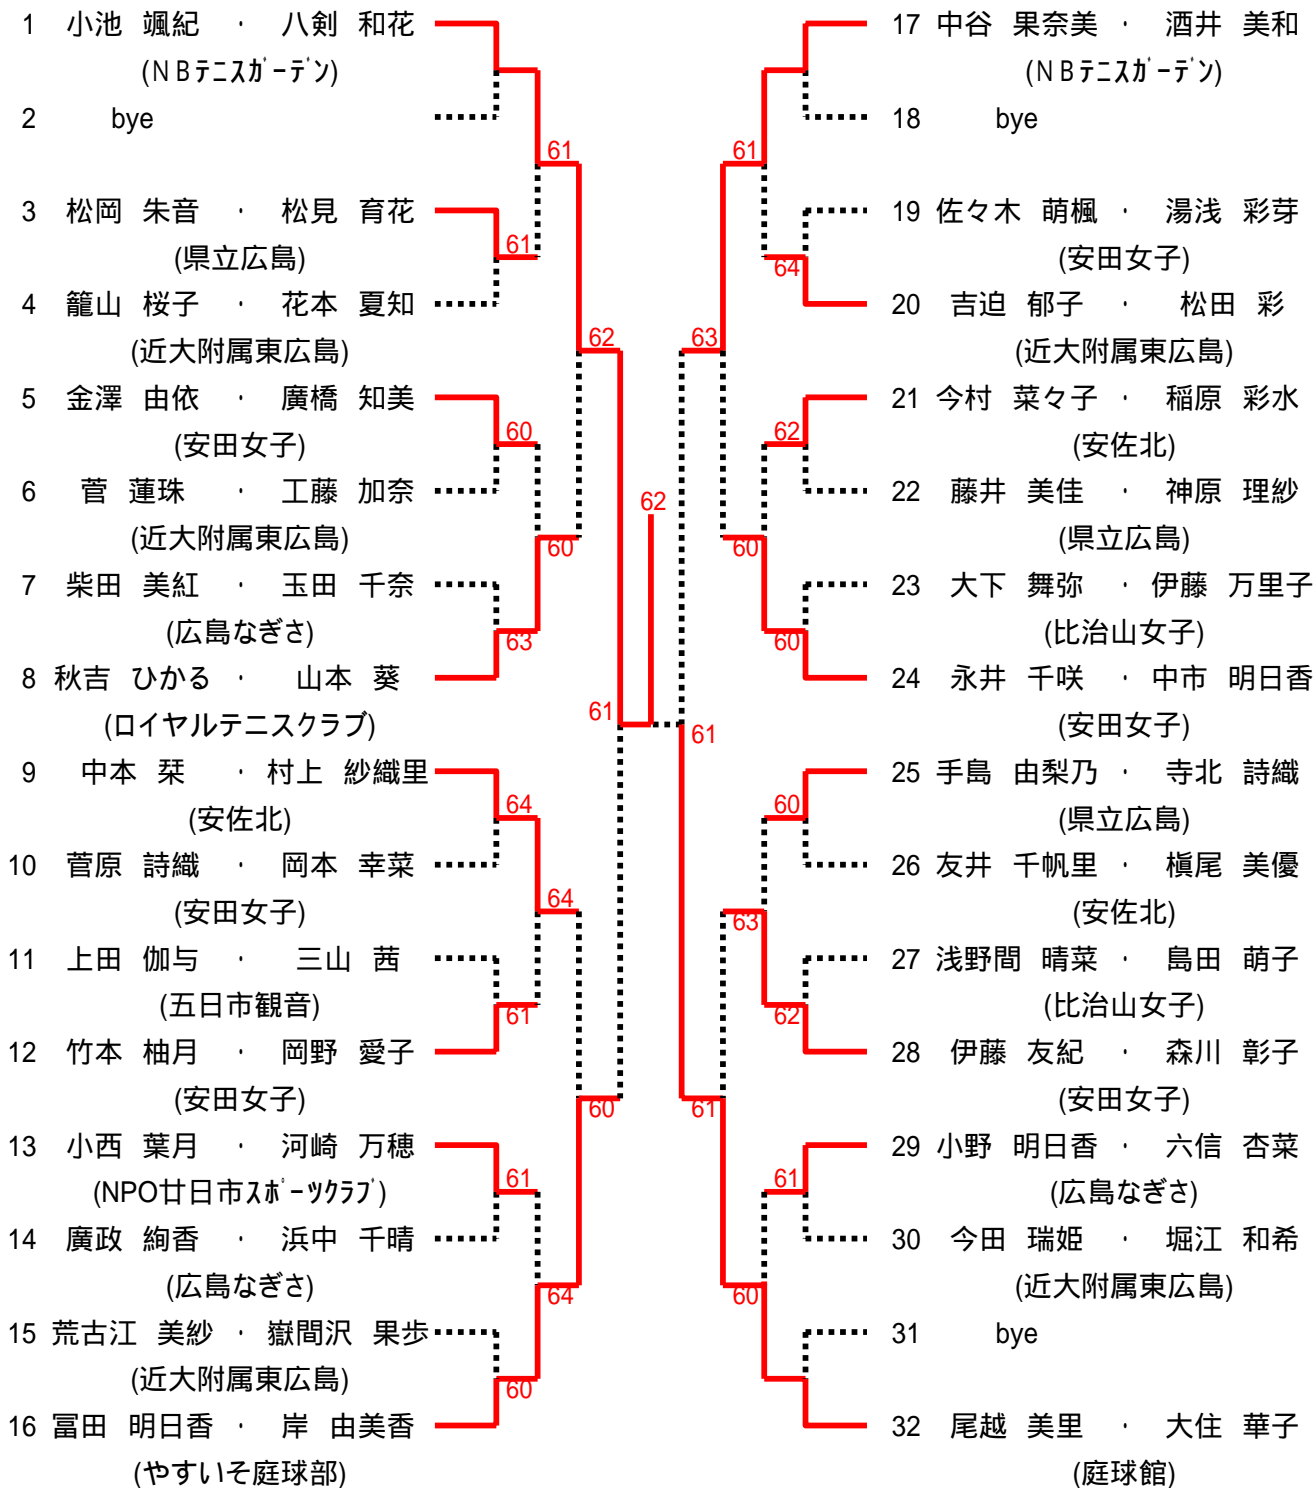 1 小池 颯紀 · 八剣 和花
(NBテニスガーデン)
2 bye
61
3 松岡 朱音 · 松見 育花
61
(県立広島)
4 籠山 桜子 · 花本 夏知
62
(近大附属東広島)
5 金澤 由依 · 廣橋 知美
60
(安田女子)
6 菅 蓮珠 · 工藤 加奈
62
(近大附属東広島)
60
7 柴田 美紅 · 玉田 千奈
(広島なぎさ)
63
8 秋吉 ひかる · 山本 葵
61
(ロイヤルテニスクラブ)
9 中本 栞 · 村上 紗織里
64
(安佐北)
10 菅原 詩織 · 岡本 幸菜
64
(安田女子)
11 上田 伽与 · 三山 茜
(五日市観音)
61
12 竹本 柚月 · 岡野 愛子
(安田女子)
60
13 小西 葉月 · 河崎 万穂
61
(NPO廿日市スポーツクラブ)
14 廣政 絢香 · 浜中 千晴
(広島なぎさ)
64
15 荒古江 美紗 · 嶽間沢 果歩
(近大附属東広島)
60
16 冨田 明日香 · 岸 由美香
(やすいそ庭球部)
17 中谷 果奈美 · 酒井 美和
(NBテニスガーデン)
18 bye
61
19 佐々木 萌楓 · 湯浅 彩芽
(安田女子)
64
20 吉迫 郁子 · 松田 彩
63
(近大附属東広島)
21 今村 菜々子 · 稲原 彩水
62
(安佐北)
22 藤井 美佳 · 神原 理紗
(県立広島)
60
23 大下 舞弥 · 伊藤 万里子
(比治山女子)
60
24 永井 千咲 · 中市 明日香
(安田女子)
61
25 手島 由梨乃 · 寺北 詩織
60
(県立広島)
26 友井 千帆里 · 槇尾 美優
(安佐北)
63
27 浅野間 晴菜 · 島田 萌子
(比治山女子)
62
28 伊藤 友紀 · 森川 彰子
(安田女子)
61
29 小野 明日香 · 六信 杏菜
61
(広島なぎさ)
30 今田 瑞姫 · 堀江 和希
(近大附属東広島)
60
31 bye
32 尾越 美里 · 大住 華子
(庭球館)